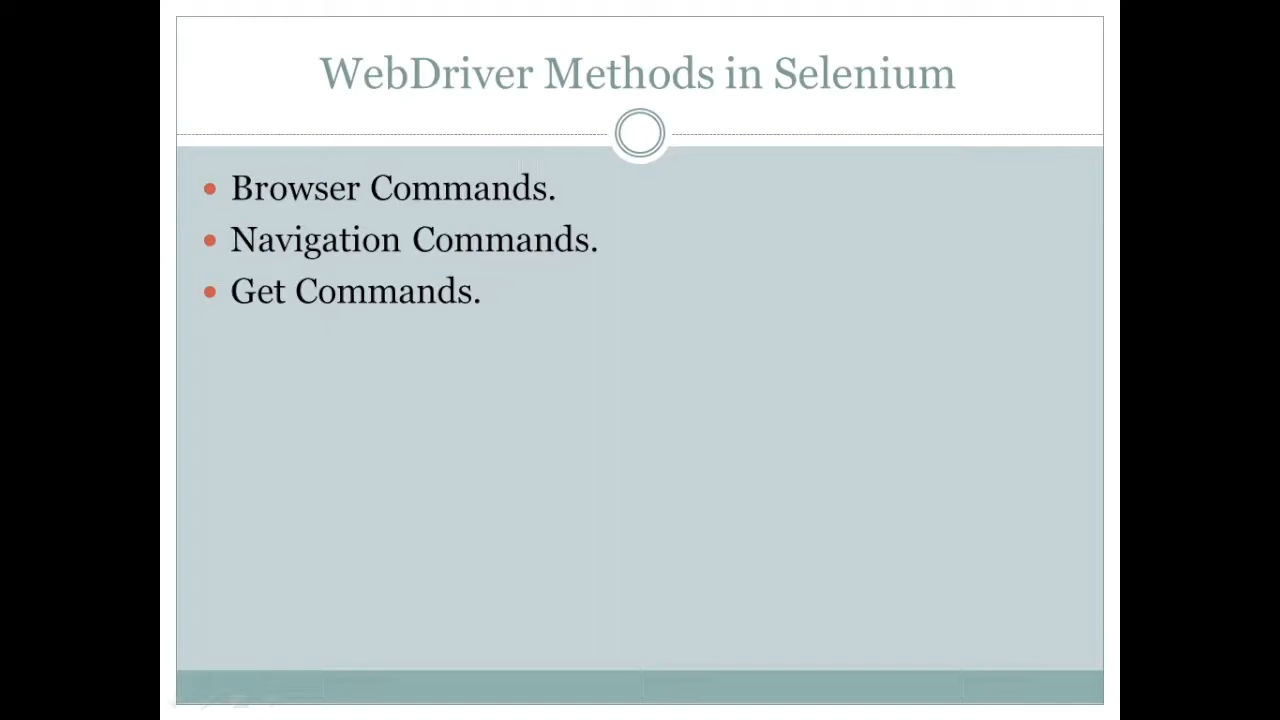 WebDriver Methods in Selenium
Browser Commands.
Navigation Commands.
Get Commands.